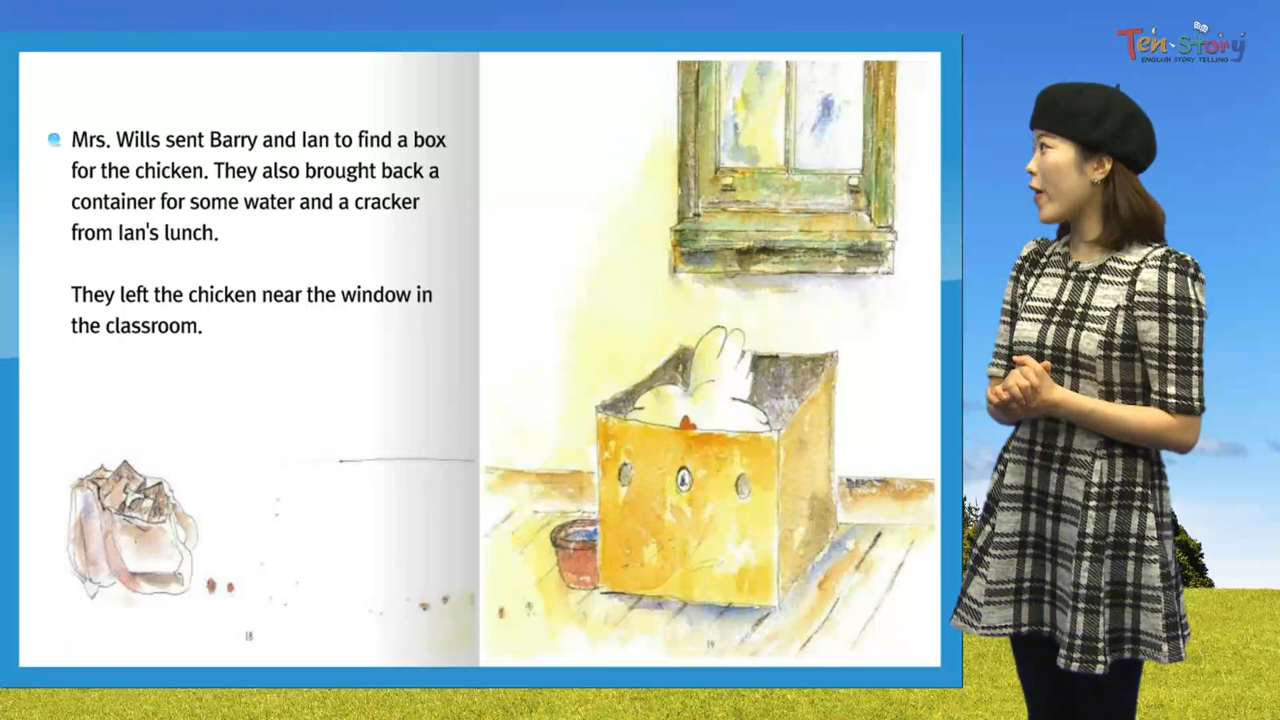 Ten Story
ENGLISH STORY TELLING
Mrs. Wills sent Barry and Ian to find a box
for the chicken. They also brought back a
container for some water and a cracker
from Ian's lunch.
They left the chicken near the window in
the classroom.
18
19